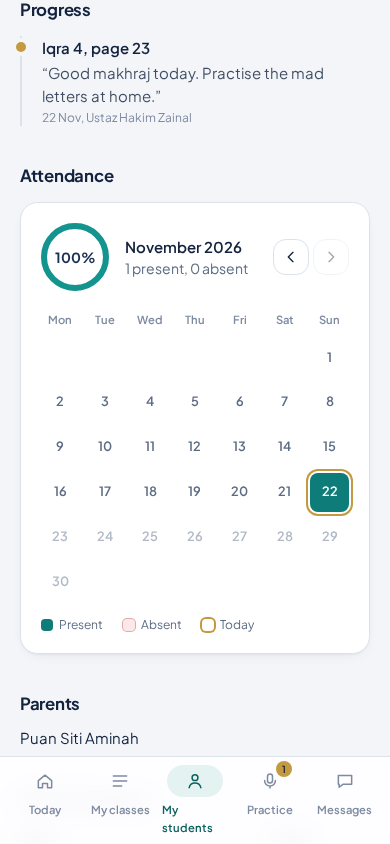 Progress
Iqra 4, page 23
“Good makhraj today. Practise the mad
letters at home.”
22 Nov, Ustaz Hakim Zainal
Attendance
100%
November 2026
1 present, 0 absent
Mon Tue Wed Thu Fri Sat Sun
1
2 3 4 5 6 7 8
9 10 11 12 13 14 15
16 17 18 19 20 21 22
23 24 25 26 27 28 29
30
Present Absent Today
Parents
Puan Siti Aminah
1
Today My classes My students Practice Messages